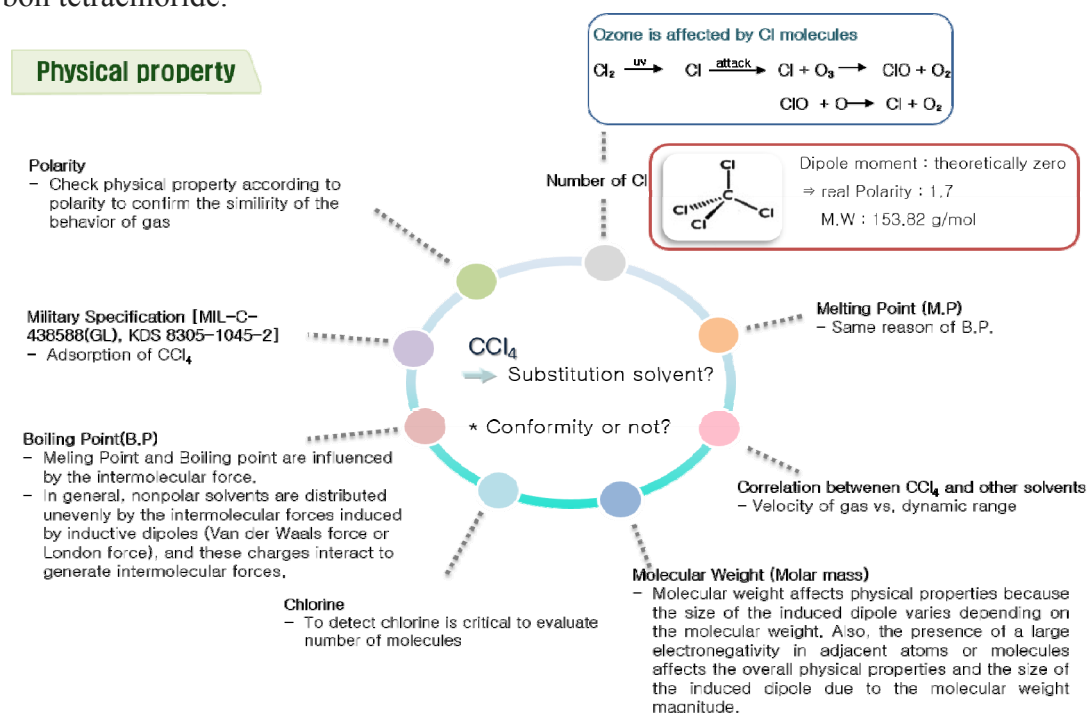 bon tetrachloride.
Physical property
Ozone is affected by Cl molecules
Cl₂ uv → Cl attack → Cl + O₃ → ClO + O₂
ClO + O → Cl + O₂
Polarity
- Check physical property according to
polarity to confirm the similirity of the
behavior of gas
Number of Cl
Cl
C
Cl
Cl
Cl
Dipole moment : theoretically zero
⇒ real Polarity : 1.7
M.W : 153.82 g/mol
Military Specification [MIL-C-
438588(GL), KDS 8305-1045-2]
- Adsorption of CCl₄
Melting Point (M.P)
- Same reason of B.P.
CCl₄
→ Substitution solvent?
* Conformity or not?
Boiling Point(B.P)
- Meling Point and Boiling point are influenced
by the intermolecular force.
- In general, nonpolar solvents are distributed
unevenly by the intermolecular forces induced
by inductive dipoles (Van der Waals force or
London force), and these charges interact to
generate intermolecular forces.
Correlation betwenen CCl₄ and other solvents
- Velocity of gas vs. dynamic range
Chlorine
- To detect chlorine is critical to evaluate
number of molecules
Molecular Weight (Molar mass)
- Molecular weight affects physical properties because
the size of the induced dipole varies depending on
the molecular weight. Also, the presence of a large
electronegativity in adjacent atoms or molecules
affects the overall physical properties and the size of
the induced dipole due to the molecular weight
magnitude.